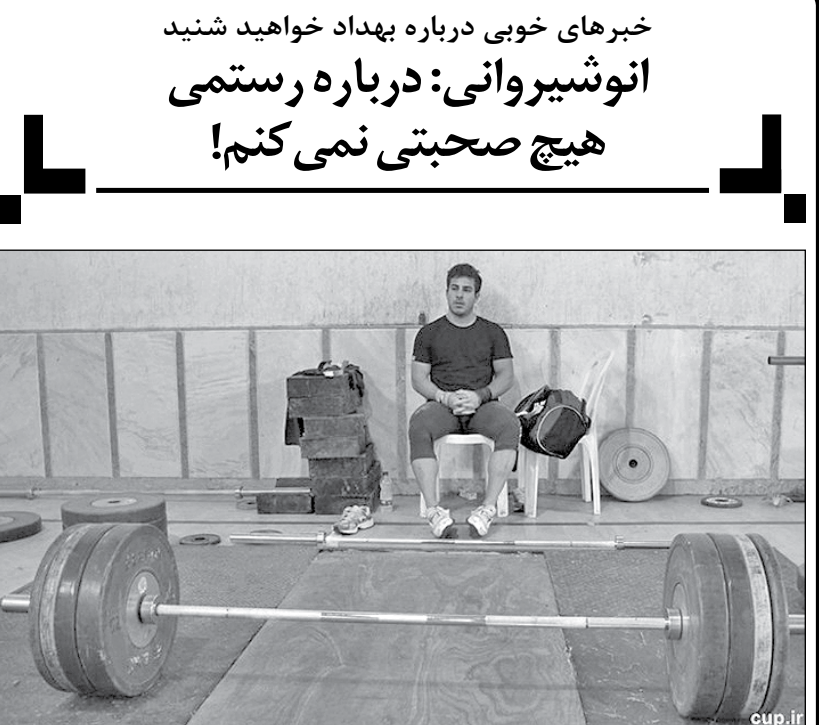 خبرهای خوبی درباره بهداد خواهید شنید
انوشیروانی: درباره رستمی
هیچ صحبتی نمی‌کنم!
cup.ir